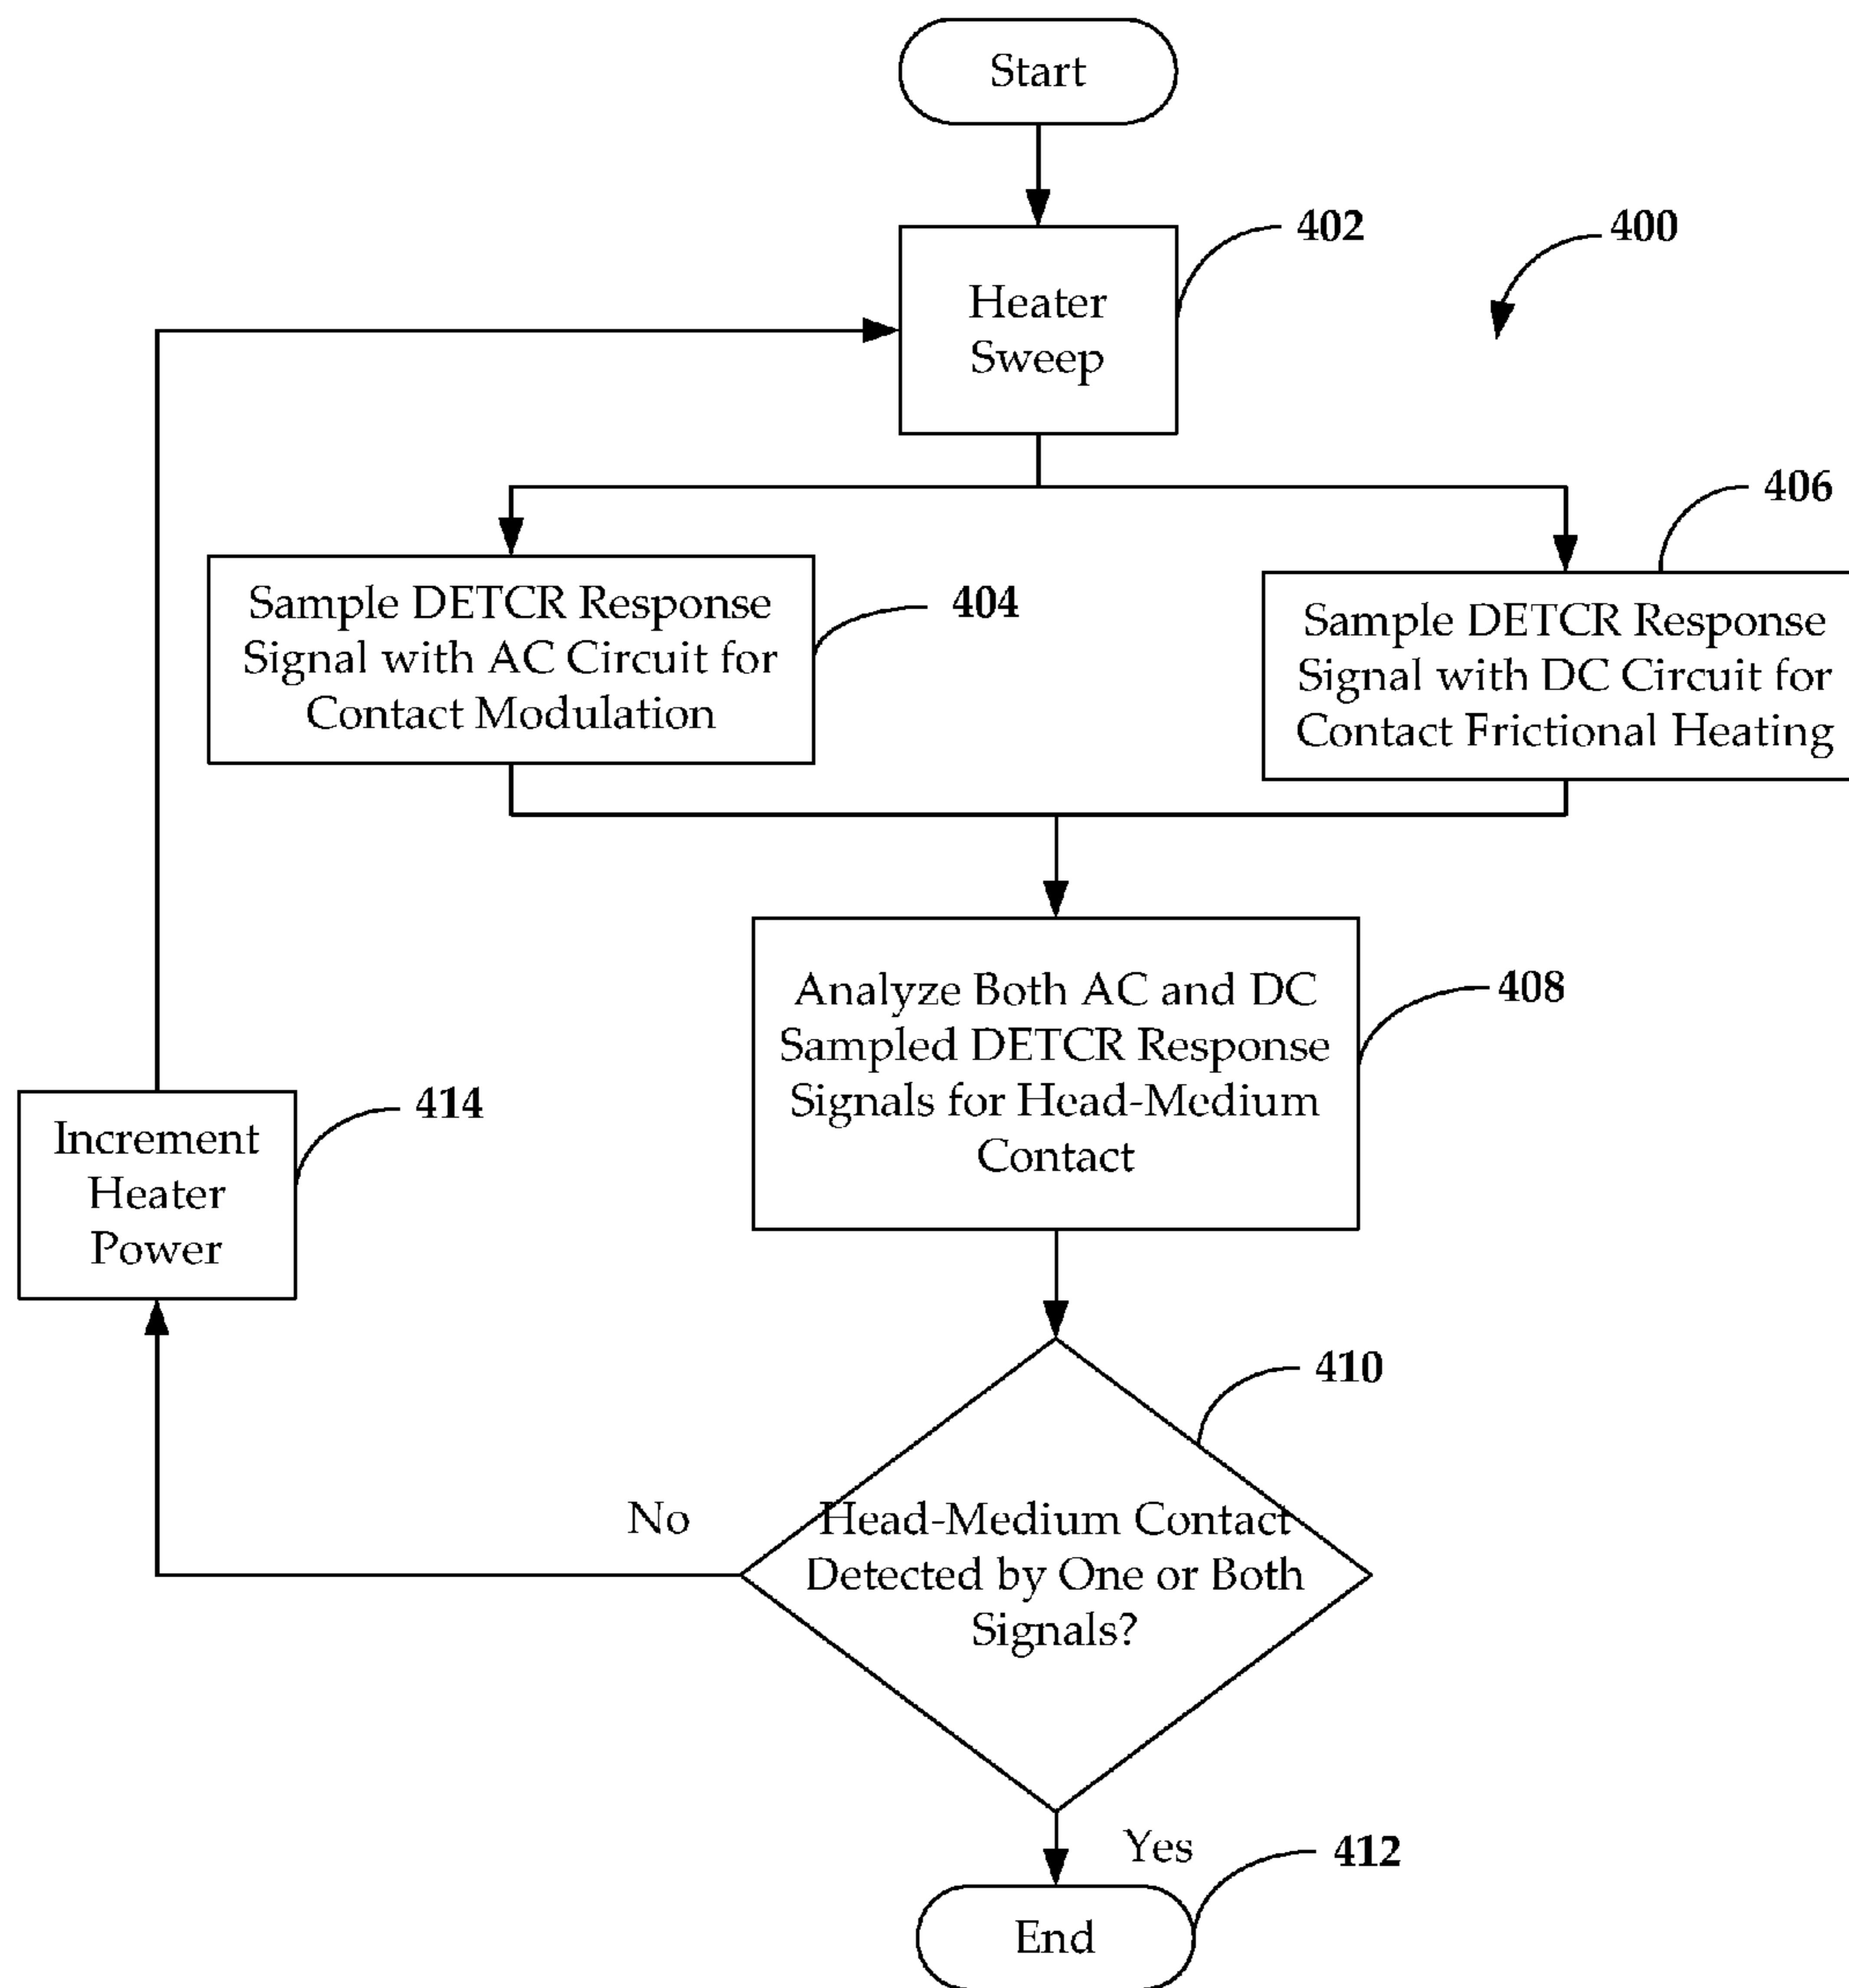 Start
402
400
Heater
Sweep
406
Sample DETCR Response
Signal with AC Circuit for
Contact Modulation
404
Sample DETCR Response
Signal with DC Circuit for
Contact Frictional Heating
Analyze Both AC and DC
Sampled DETCR Response
Signals for Head-Medium
Contact
408
414
Increment
Heater
Power
410
No
Head-Medium Contact
Detected by One or Both
Signals?
Yes
412
End